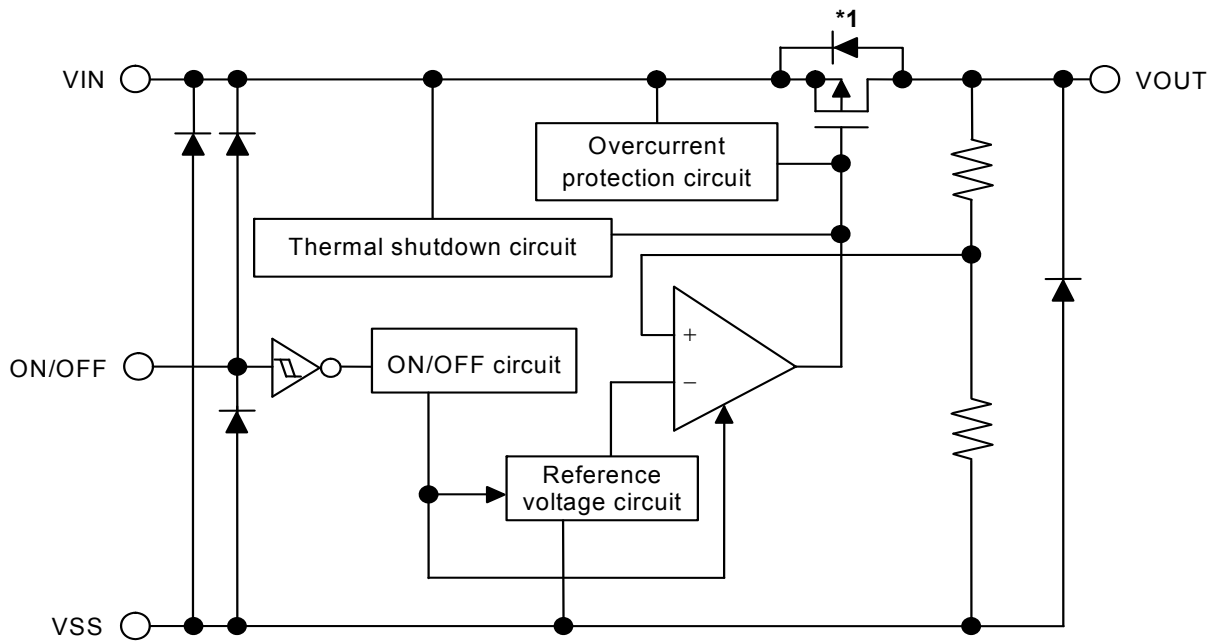 *1
VIN
VOUT
Overcurrent
protection circuit
Thermal shutdown circuit
+
−
ON/OFF
ON/OFF circuit
Reference
voltage circuit
VSS